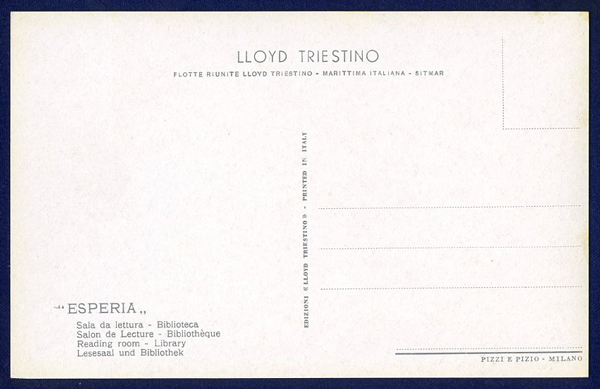 LLOYD TRIESTINO
FLOTTE RIUNITE LLOYD TRIESTINO - MARITTIMA ITALIANA - SITMAR
EDIZIONI « LLOYD TRIESTINO » - PRINTED IN ITALY
“ ESPERIA „
Sala da lettura - Biblioteca
Salon de Lecture - Bibliothèque
Reading room - Library
Lesesaal und Bibliothek
PIZZI E PIZIO - MILANO